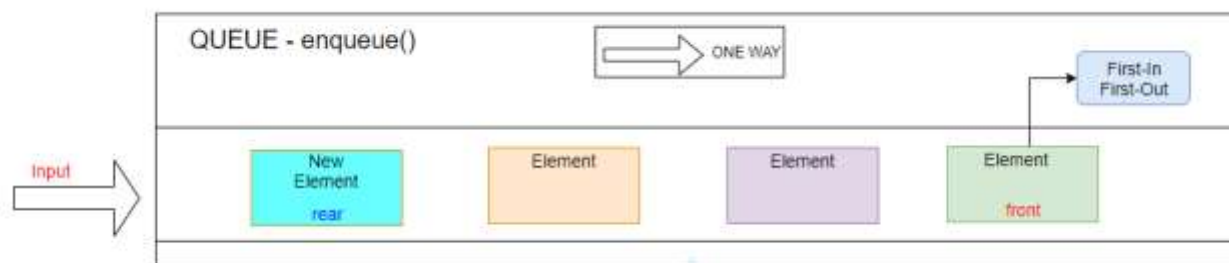 QUEUE - enqueue()
ONE WAY
First-In
First-Out
Input
New
Element
rear
Element
Element
Element
front